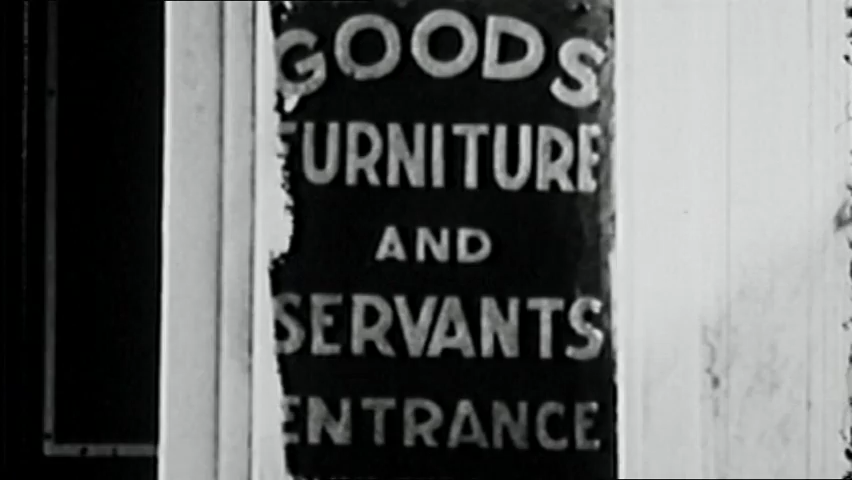 GOODS
FURNITURE
AND
SERVANTS
ENTRANCE